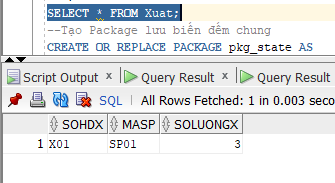 SELECT * FROM Xuat;
--Tạo Package lưu biến đếm chung
CREATE OR REPLACE PACKAGE pkg_state AS
Script Output × Query Result × Query Result ×
SQL | All Rows Fetched: 1 in 0.003 seco
SOHDX MASP SOLUONGX
1 X01 SP01 3